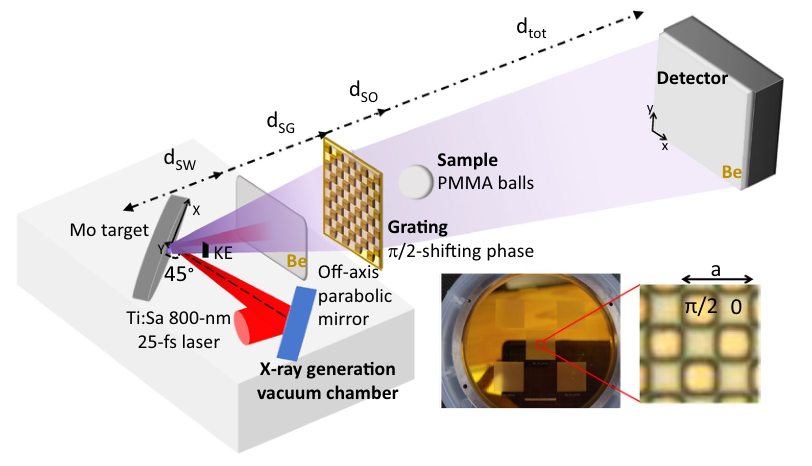 d_tot
d_SO
d_SG
d_SW
Detector
y
x
Be
Sample
PMMA balls
Grating
π/2-shifting phase
Mo target
X
Y
KE
Be
45°
Off-axis
parabolic
mirror
Ti:Sa 800-nm
25-fs laser
X-ray generation
vacuum chamber
a
π/2 0